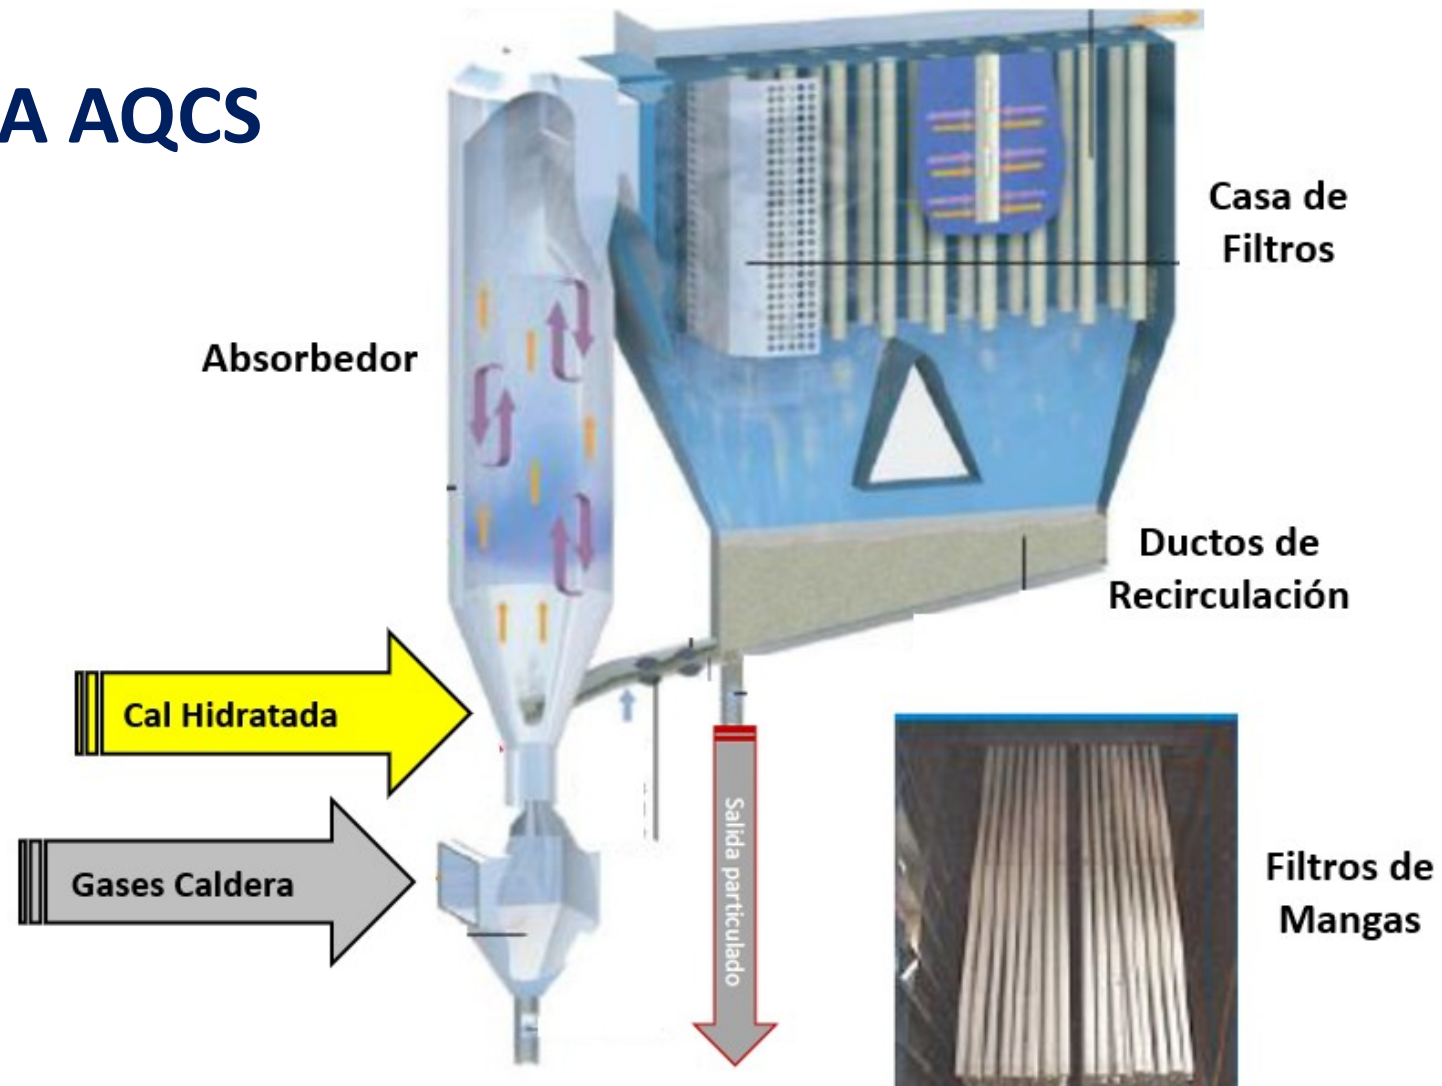 A AQCS
Casa de
Filtros
Absorbedor
Ductos de
Recirculación
Cal Hidratada
Gases Caldera
Salida particulado
Filtros de
Mangas